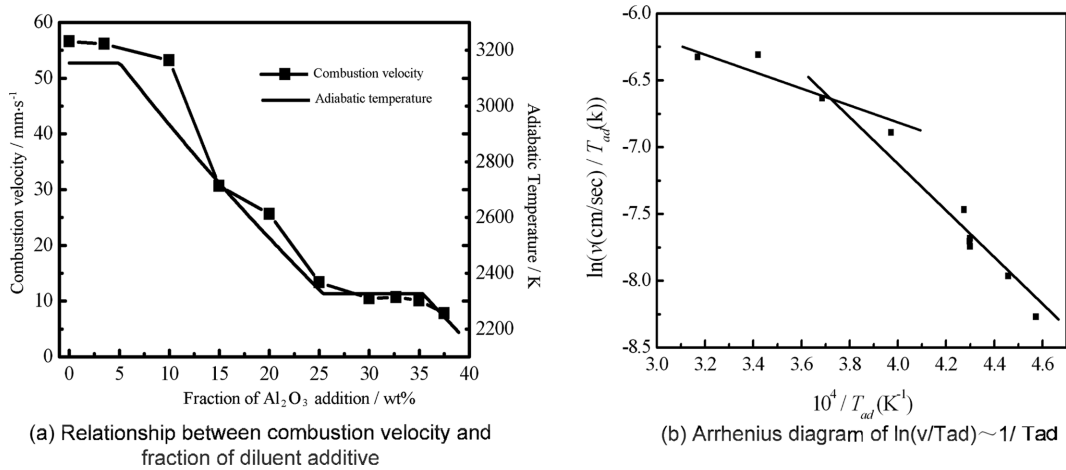 60
50
40
30
20
10
0
Combustion velocity / mm·s⁻¹
Combustion velocity
Adiabatic temperature
3200
3000
2800
2600
2400
2200
Adiabatic Temperature / K
0 5 10 15 20 25 30 35 40
Fraction of Al₂O₃ addition / wt%
(a) Relationship between combustion velocity and
fraction of diluent additive
-6.0
-6.5
-7.0
-7.5
-8.0
-8.5
ln(v(cm/sec) / T_ad(k))
3.0 3.2 3.4 3.6 3.8 4.0 4.2 4.4 4.6
10⁴ / T_ad(K⁻¹)
(b) Arrhenius diagram of ln(v/Tad)~1/ Tad